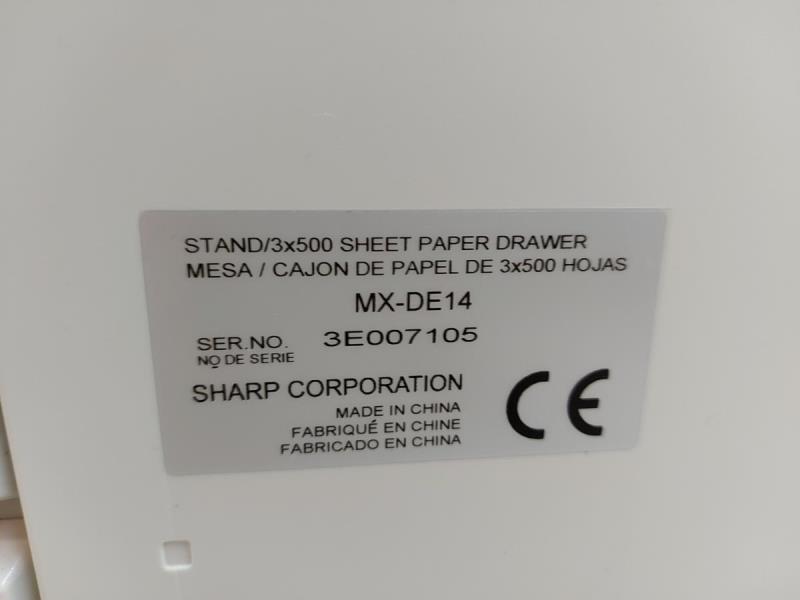 STAND/3x500 SHEET PAPER DRAWER
MESA / CAJON DE PAPEL DE 3x500 HOJAS
MX-DE14
SER.NO. 3E007105
NO DE SERIE
SHARP CORPORATION
MADE IN CHINA
FABRIQUÉ EN CHINE
FABRICADO EN CHINA
CE